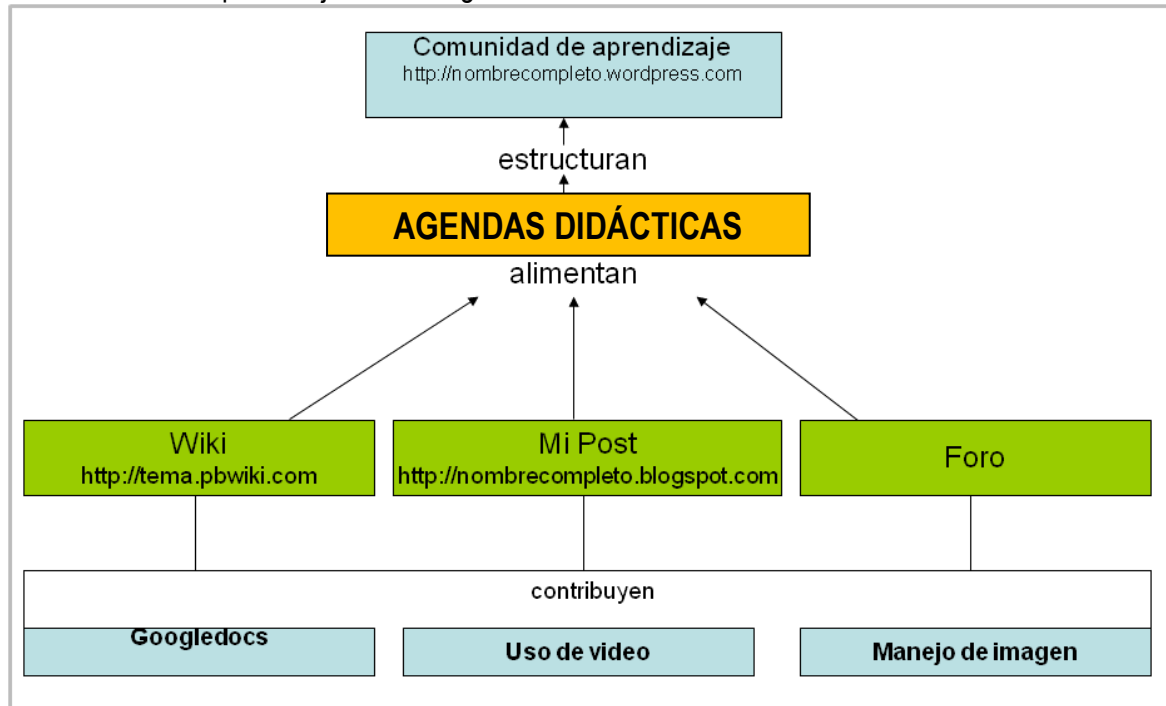 Comunidad de aprendizaje
http://nombrecompleto.wordpress.com
estructuran
AGENDAS DIDÁCTICAS
alimentan
Wiki
http://tema.pbwiki.com
Mi Post
http://nombrecompleto.blogspot.com
Foro
contribuyen
Googledocs
Uso de video
Manejo de imagen